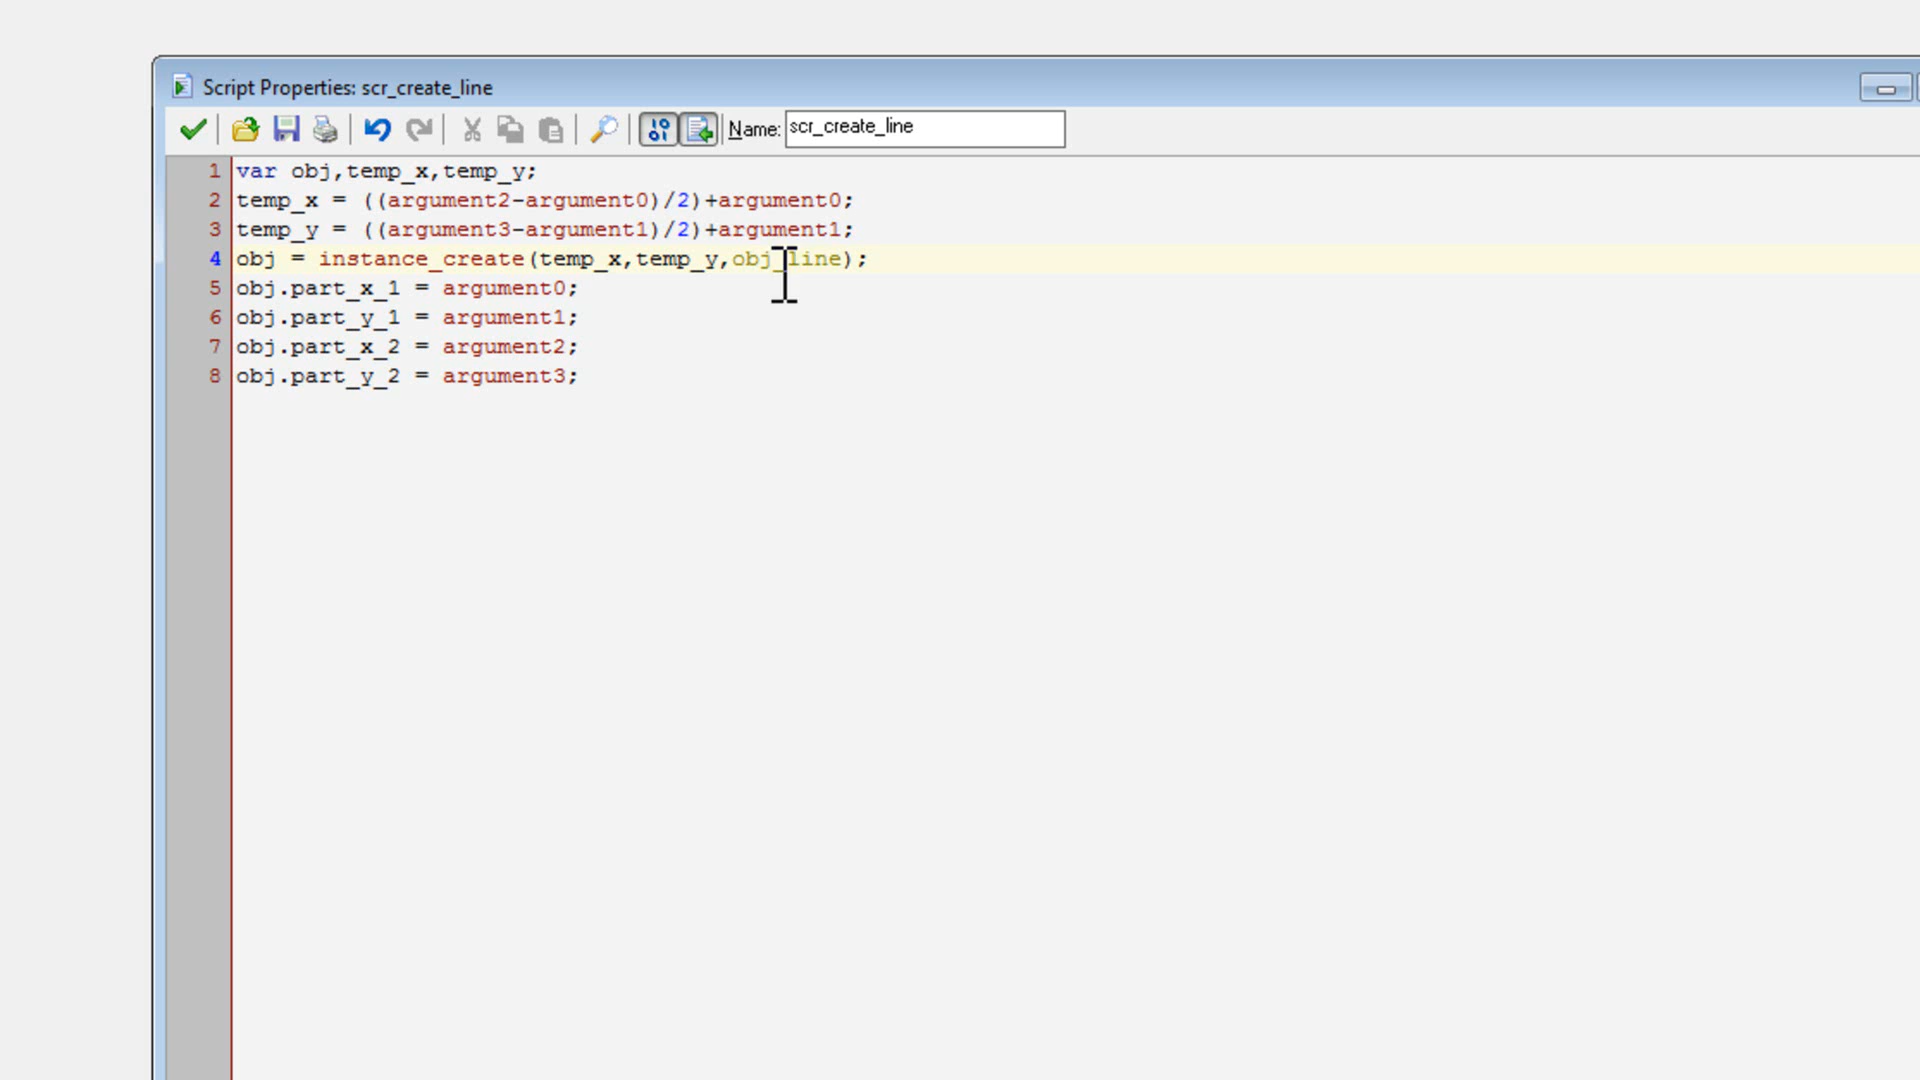 Script Properties: scr_create_line
Name: scr_create_line
1 var obj,temp_x,temp_y;
2 temp_x = ((argument2-argument0)/2)+argument0;
3 temp_y = ((argument3-argument1)/2)+argument1;
4 obj = instance_create(temp_x,temp_y,obj_line);
5 obj.part_x_1 = argument0;
6 obj.part_y_1 = argument1;
7 obj.part_x_2 = argument2;
8 obj.part_y_2 = argument3;